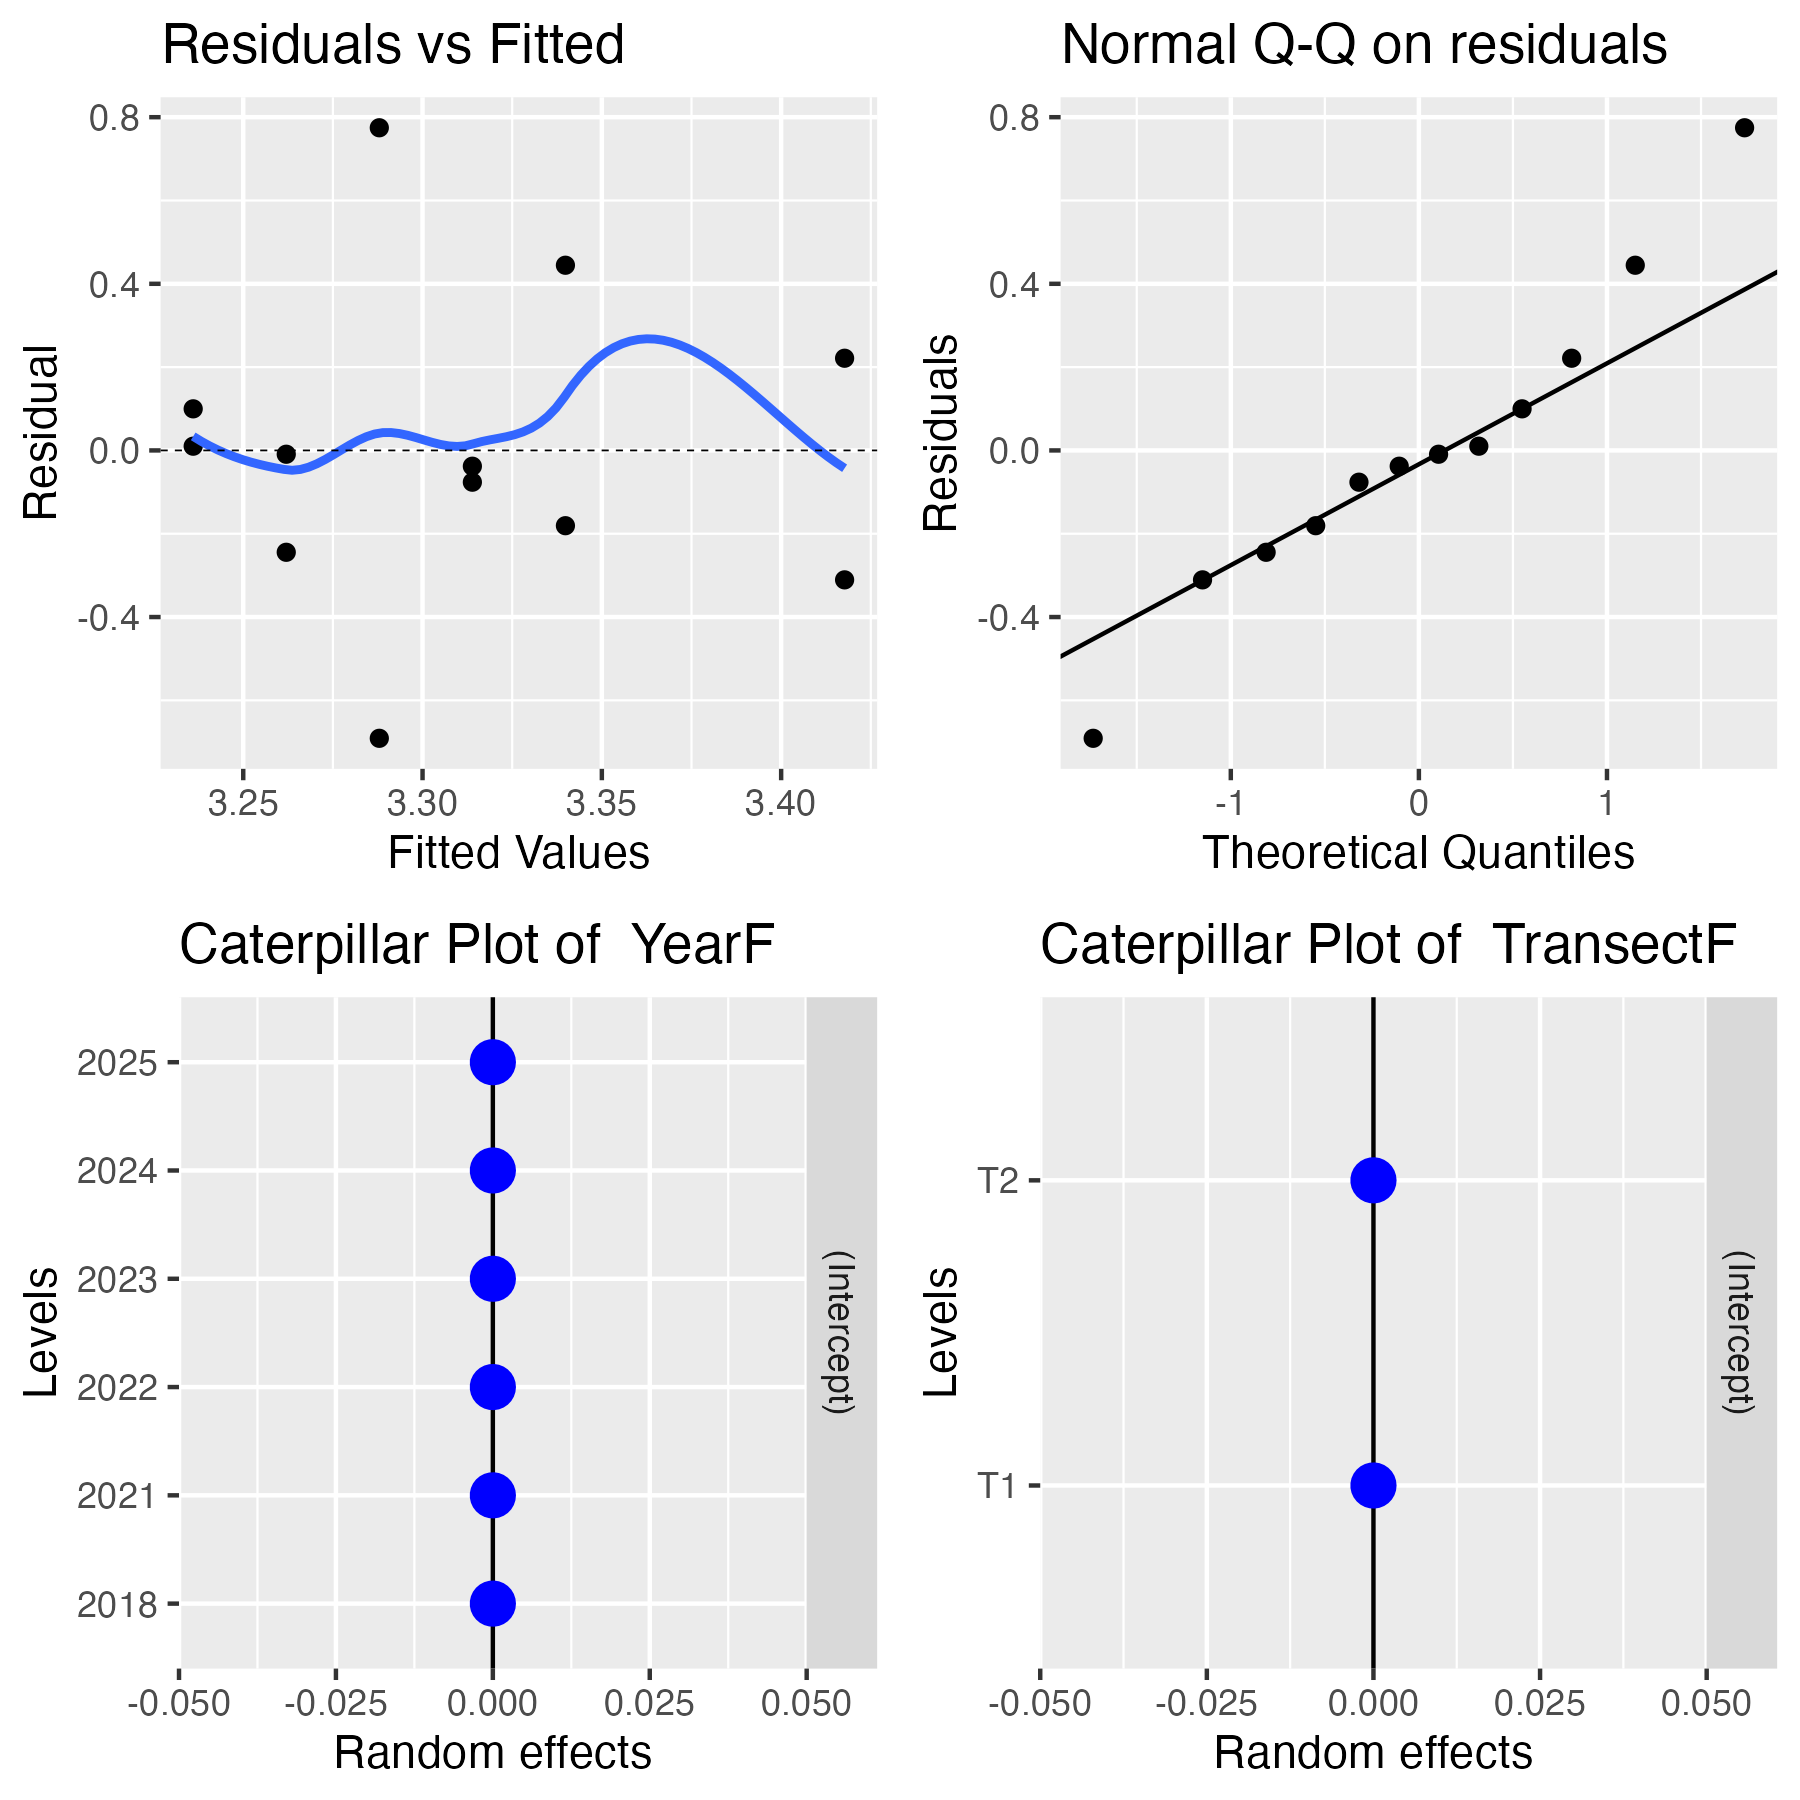 Residuals vs Fitted
0.8
0.4
0.0
-0.4
Residual
3.25 3.30 3.35 3.40
Fitted Values
Normal Q-Q on residuals
0.8
0.4
0.0
-0.4
Residuals
-1 0 1
Theoretical Quantiles
Caterpillar Plot of  YearF
2025
2024
2023
2022
2021
2018
Levels
(Intercept)
-0.050 -0.025 0.000 0.025 0.050
Random effects
Caterpillar Plot of  TransectF
T2
T1
Levels
(Intercept)
-0.050 -0.025 0.000 0.025 0.050
Random effects